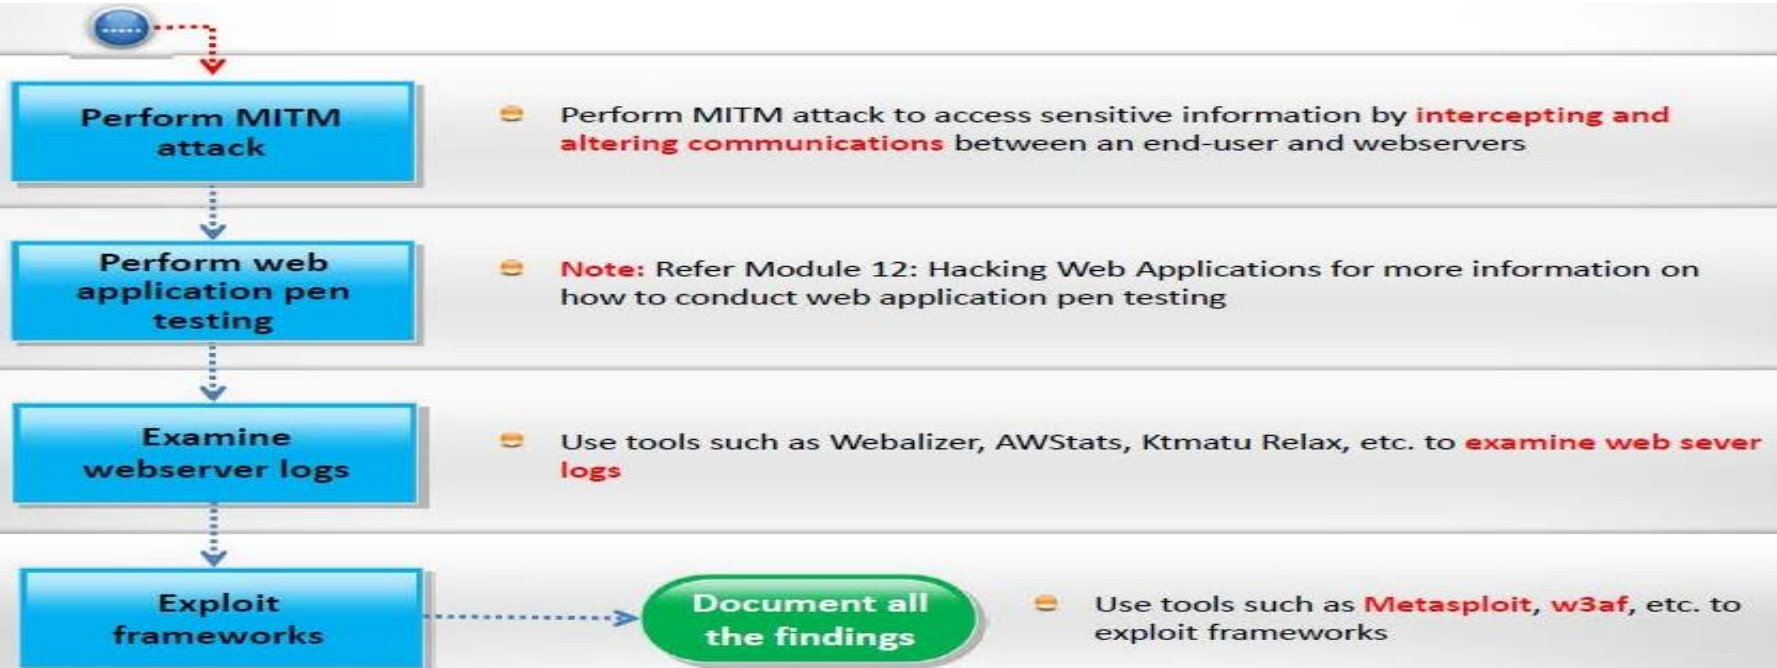 Perform MITM
attack
Perform MITM attack to access sensitive information by intercepting and
altering communications between an end-user and webservers
Perform web
application pen
testing
Note: Refer Module 12: Hacking Web Applications for more information on
how to conduct web application pen testing
Examine
webserver logs
Use tools such as Webalizer, AWStats, Ktmatu Relax, etc. to examine web sever
logs
Exploit
frameworks
Document all
the findings
Use tools such as Metasploit, w3af, etc. to
exploit frameworks